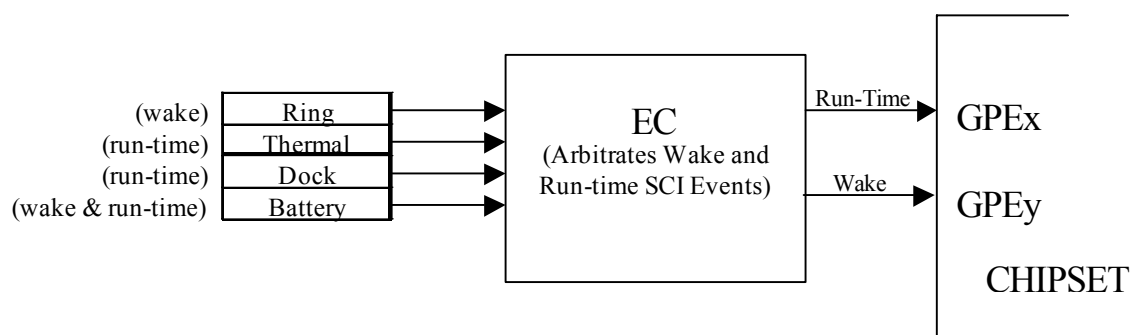 (wake) Ring
(run-time) Thermal
(run-time) Dock
(wake & run-time) Battery
EC
(Arbitrates Wake and
Run-time SCI Events)
Run-Time
Wake
GPEx
GPEy
CHIPSET